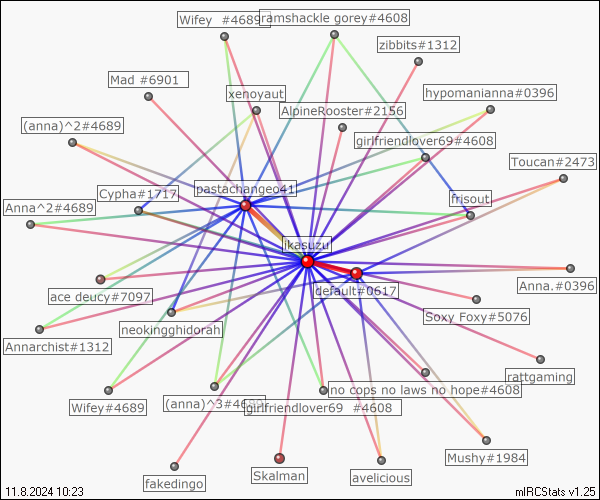 Wifey  #4689
ramshackle gorey#4608
zibbits#1312
Mad #6901
xenoyaut
hypomanianna#0396
AlpineRooster#2156
(anna)^2#4689
girlfriendlover69#4608
Toucan#2473
pastachangeo41
Cypha#1717
frisout
Anna^2#4689
ikasuzu
default#0617
Anna.#0396
ace deucy#7097
Soxy Foxy#5076
neokingghidorah
Annarchist#1312
rattgaming
no cops no laws no hope#4608
Wifey#4689
(anna)^3#4689
girlfriendlover69  #4608
Mushy#1984
Skalman
fakedingo
avelicious
11.8.2024 10:23
mIRCStats v1.25